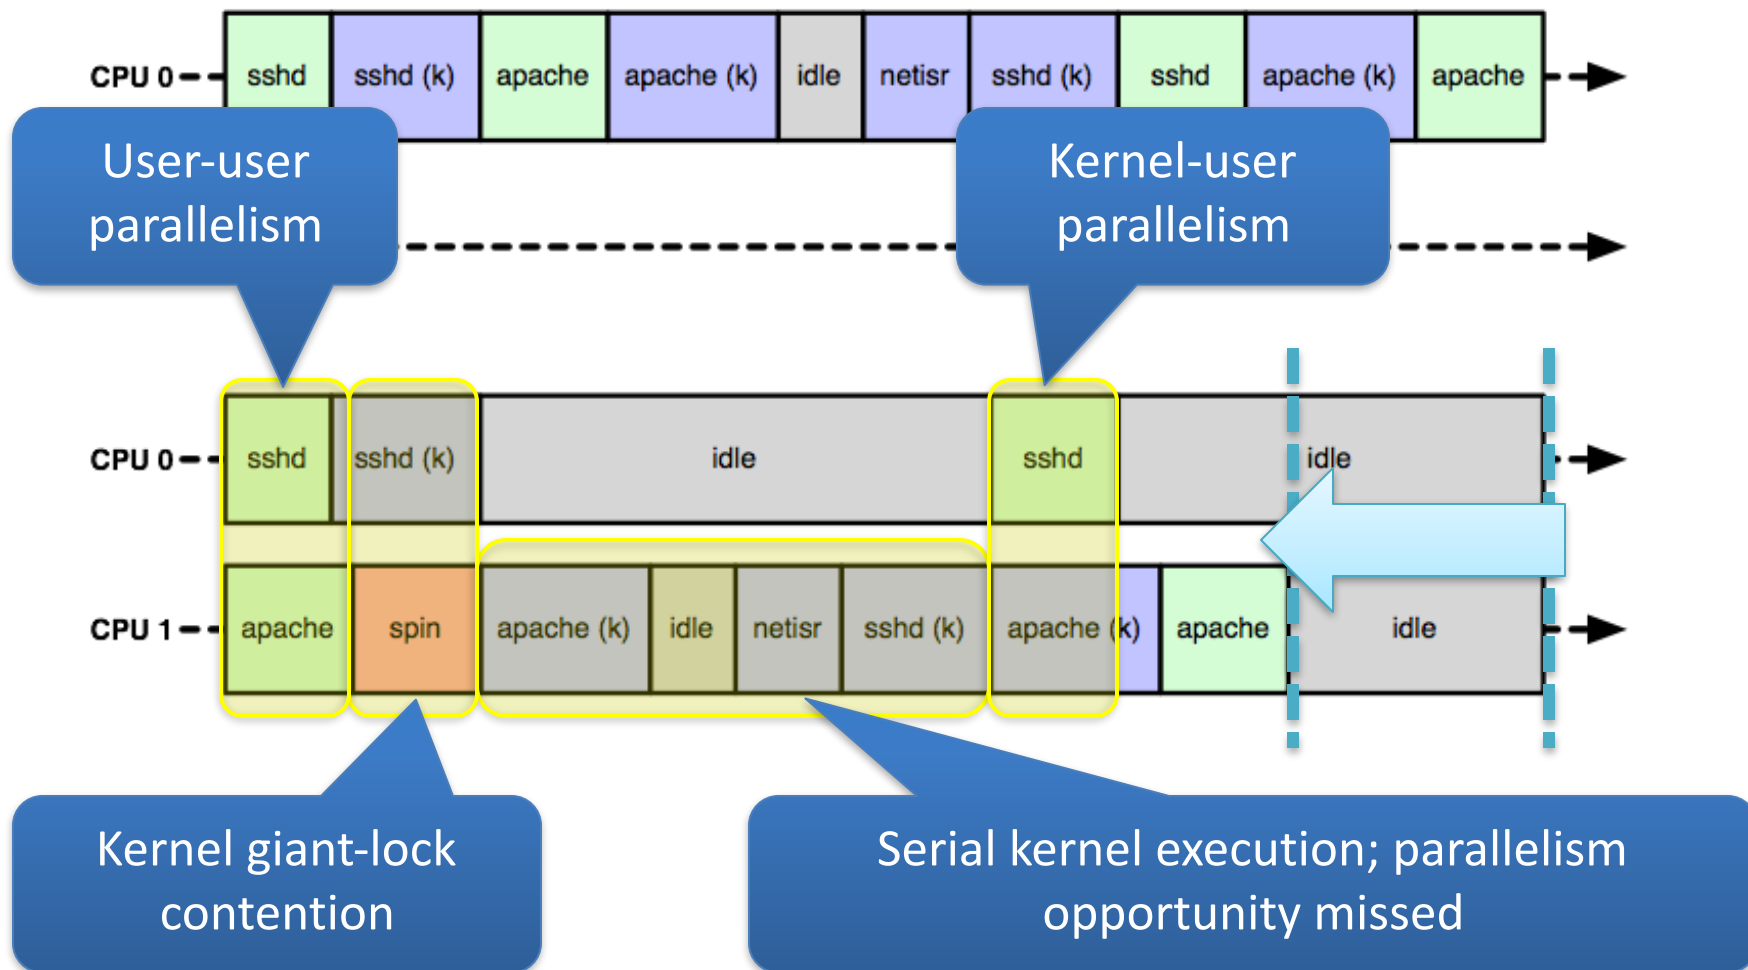 CPU 0
sshd
sshd (k)
apache
apache (k)
idle
netisr
sshd (k)
sshd
apache (k)
apache
User-user
parallelism
Kernel-user
parallelism
CPU 0
sshd
sshd (k)
idle
sshd
idle
CPU 1
apache
spin
apache (k)
idle
netisr
sshd (k)
apache (k)
apache
idle
Kernel giant-lock
contention
Serial kernel execution; parallelism
opportunity missed